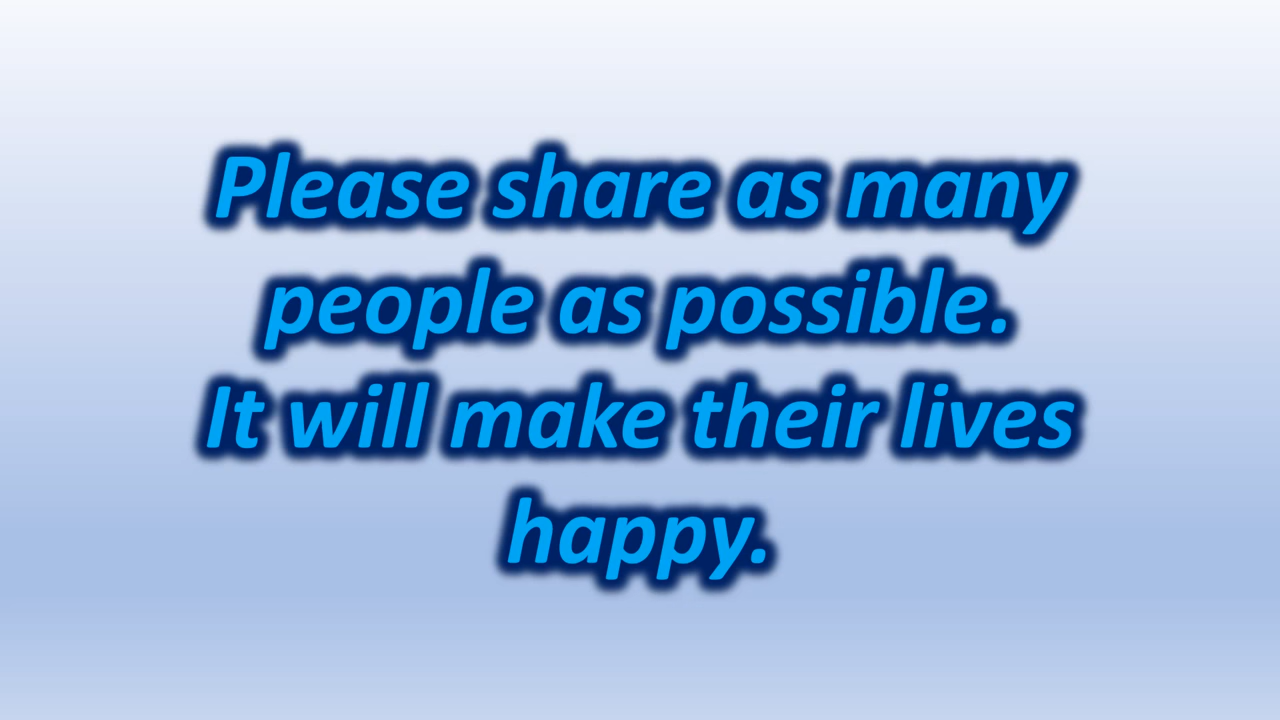 Please share as many
people as possible.
It will make their lives
happy.